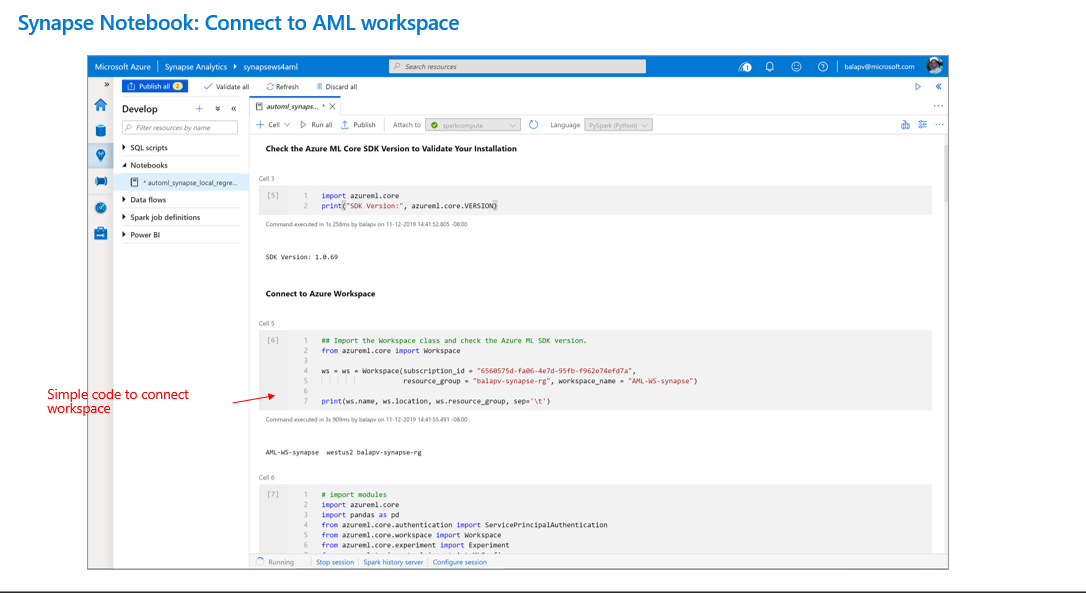 Synapse Notebook: Connect to AML workspace
Microsoft Azure Synapse Analytics synapsews4aml
Search resources
1
balapv@microsoft.com
Publish all 2 Validate all Refresh Discard all
Develop
Filter resources by name
SQL scripts
Notebooks
* automl_synapse_local_regre...
Data flows
Spark job definitions
Power BI
automl_synaps... *
Cell Run all Publish Attach to sparkcompute Language PySpark (Python)
Check the Azure ML Core SDK Version to Validate Your Installation
Cell 3
[5]
1 import azureml.core
2 print("SDK Version:", azureml.core.VERSION)
Command executed in 1s 258ms by balapv on 11-12-2019 14:41:52.805 -08:00
SDK Version: 1.0.69
Connect to Azure Workspace
Cell 5
[6]
1 ## Import the Workspace class and check the Azure ML SDK version.
2 from azureml.core import Workspace
3
4 ws = ws = Workspace(subscription_id = "6560575d-fa06-4e7d-95fb-f962e74efd7a",
5 resource_group = "balapv-synapse-rg", workspace_name = "AML-WS-synapse")
6
7 print(ws.name, ws.location, ws.resource_group, sep='\t')
Command executed in 3s 909ms by balapv on 11-12-2019 14:41:55.491 -08:00
Simple code to connect
workspace
AML-WS-synapse westus2 balapv-synapse-rg
Cell 6
[7]
1 # import modules
2 import azureml.core
3 import pandas as pd
4 from azureml.core.authentication import ServicePrincipalAuthentication
5 from azureml.core.workspace import Workspace
6 from azureml.core.experiment import Experiment
Running Stop session Spark history server Configure session